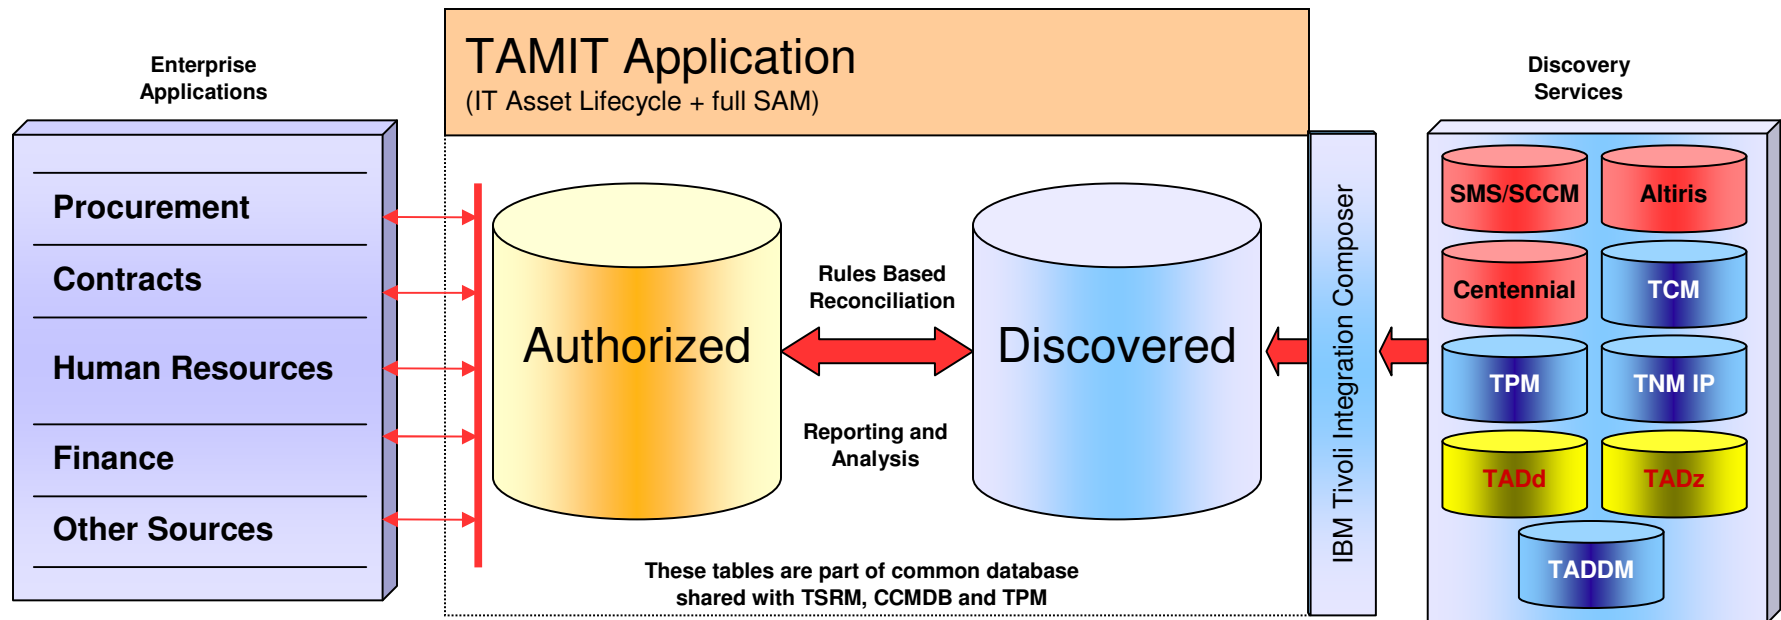 Enterprise
Applications
Procurement
Contracts
Human Resources
Finance
Other Sources
TAMIT Application
(IT Asset Lifecycle + full SAM)
Authorized
Rules Based
Reconciliation
Reporting and
Analysis
Discovered
These tables are part of common database
shared with TSRM, CCMDB and TPM
IBM Tivoli Integration Composer
Discovery
Services
SMS/SCCM
Altiris
Centennial
TCM
TPM
TNM IP
TADd
TADz
TADDM